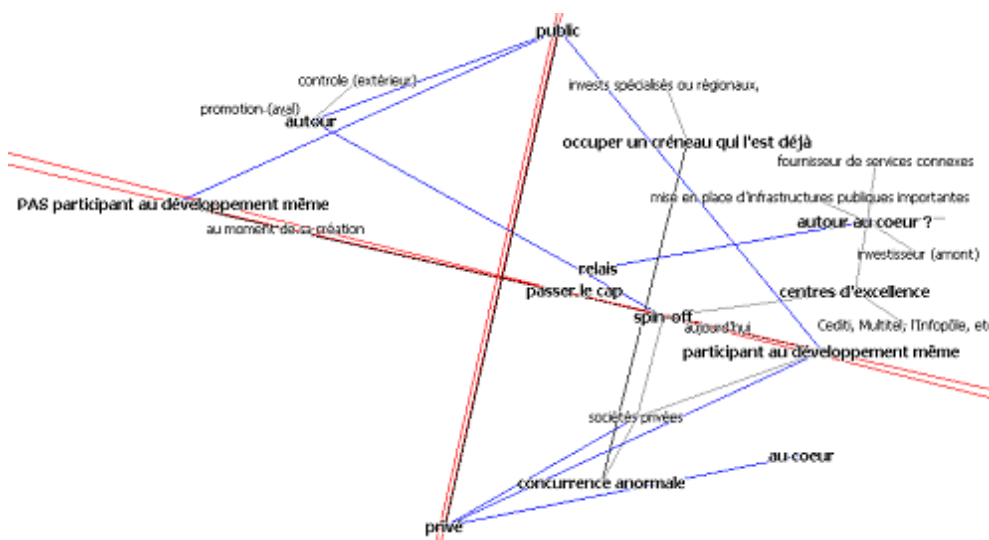 public
controle (extérieur)
invests spécialisés ou régionaux,
promotion (aval)
autour
occuper un créneau qui l'est déjà
fournisseur de services connexes
mise en place d'infrastructures publiques importantes
PAS participant au développement même
autour au coeur ?
au moment de sa création
investisseur (amont)
relais
passer le cap
centres d'excellence
spin-off
aujourd'hui
Cediti, Multitel, l'Infopôle, etc
participant au développement même
sociétés privées
au coeur
concurrence anormale
privé